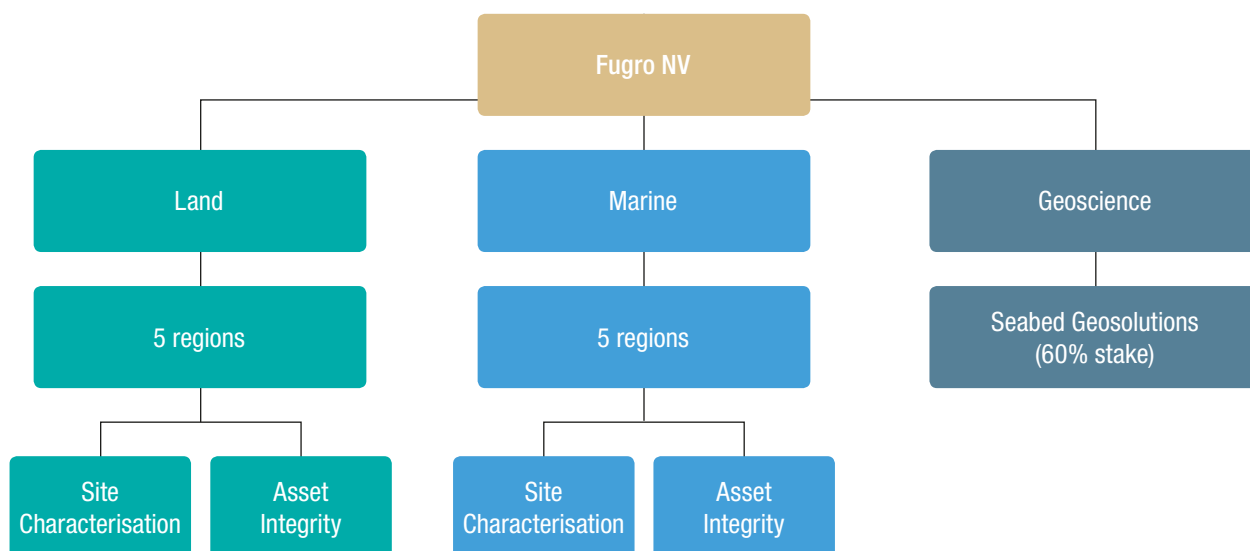 Fugro NV
Land
Marine
Geoscience
5 regions
5 regions
Seabed Geosolutions
(60% stake)
Site
Characterisation
Asset
Integrity
Site
Characterisation
Asset
Integrity